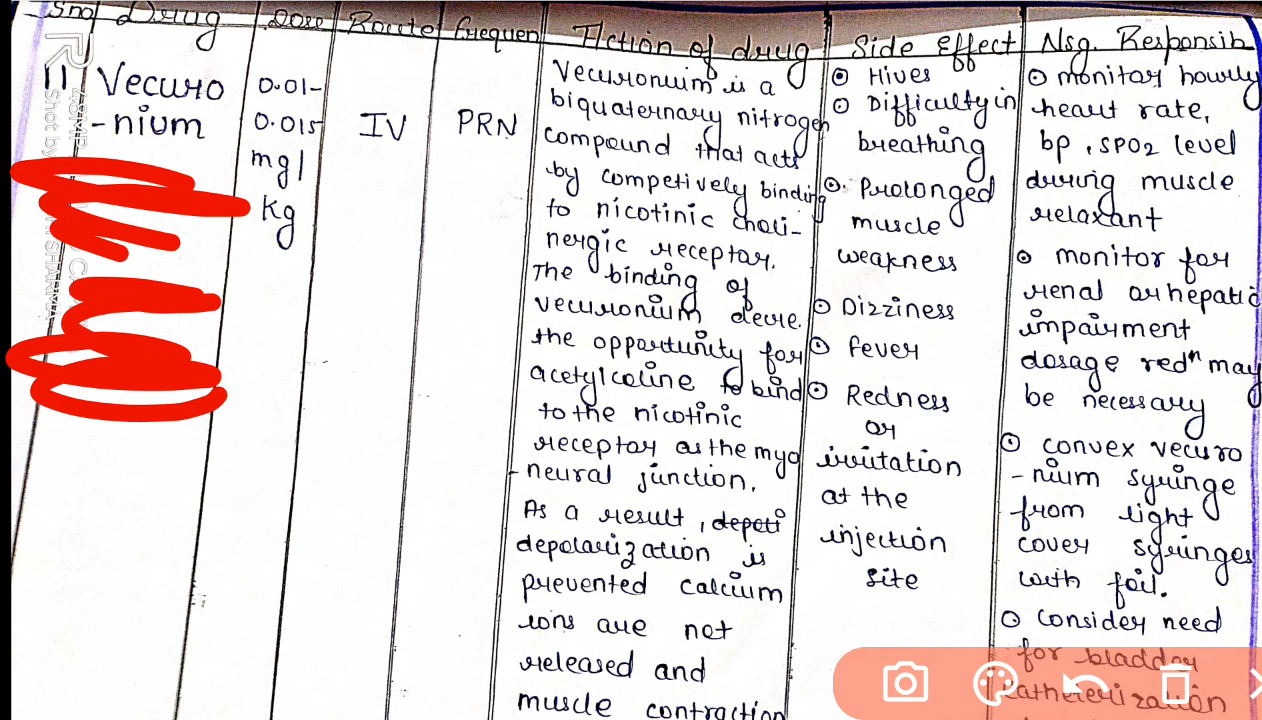 Sno Drug Dose Route frequen Action of drug Side Effect Nsg. Responsib
11 Vecuro
-nium
0.01-
0.015
mg/
kg
IV
PRN
Vecuronium is a
biquaternary nitrogen
compound that acts
by competively binding
to nicotinic choli-
nergic receptor.
The binding of
vecuronium decre.
the opportunity for
acetylcoline to bind
to the nicotinic
receptor as the myo
-neural junction.
As a result, depoti
depolarization is
prevented calcium
ions are not
released and
muscle contraction
Hives
Difficulty in
breathing
Prolonged
muscle
weakness
Dizziness
fever
Redness
or
irritation
at the
injection
site
monitor hourly
heart rate,
bp, SPO2 level
during muscle
relaxant
monitor for
renal or hepatic
impairment
dosage redn may
be necessary
convex vecuro
-nium syringe
from light
cover syringes
with foil.
consider need
for bladder
catheterization
48MP
Shot by
SHARMA